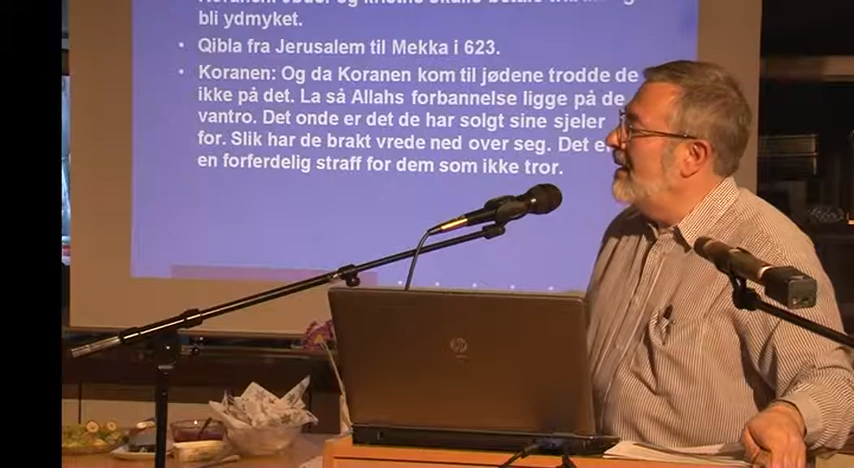 bli ydmyket.
• Qibla fra Jerusalem til Mekka i 623.
• Koranen: Og da Koranen kom til jødene trodde de
ikke på det. La så Allahs forbannelse ligge på de
vantro. Det onde er det de har solgt sine sjeler
for. Slik har de brakt vrede ned over seg. Det e
en forferdelig straff for dem som ikke tror.
hp